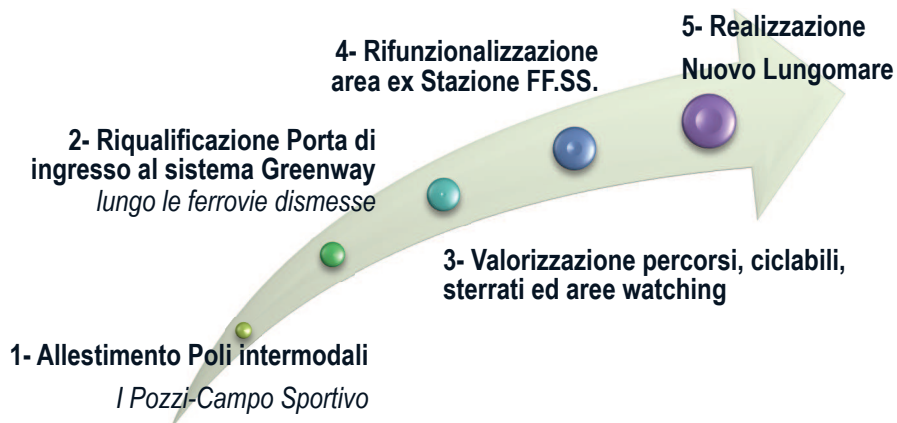 1- Allestimento Poli intermodali
I Pozzi-Campo Sportivo
2- Riqualificazione Porta di
ingresso al sistema Greenway
lungo le ferrovie dismesse
3- Valorizzazione percorsi, ciclabili,
sterrati ed aree watching
4- Rifunzionalizzazione
area ex Stazione FF.SS.
5- Realizzazione
Nuovo Lungomare